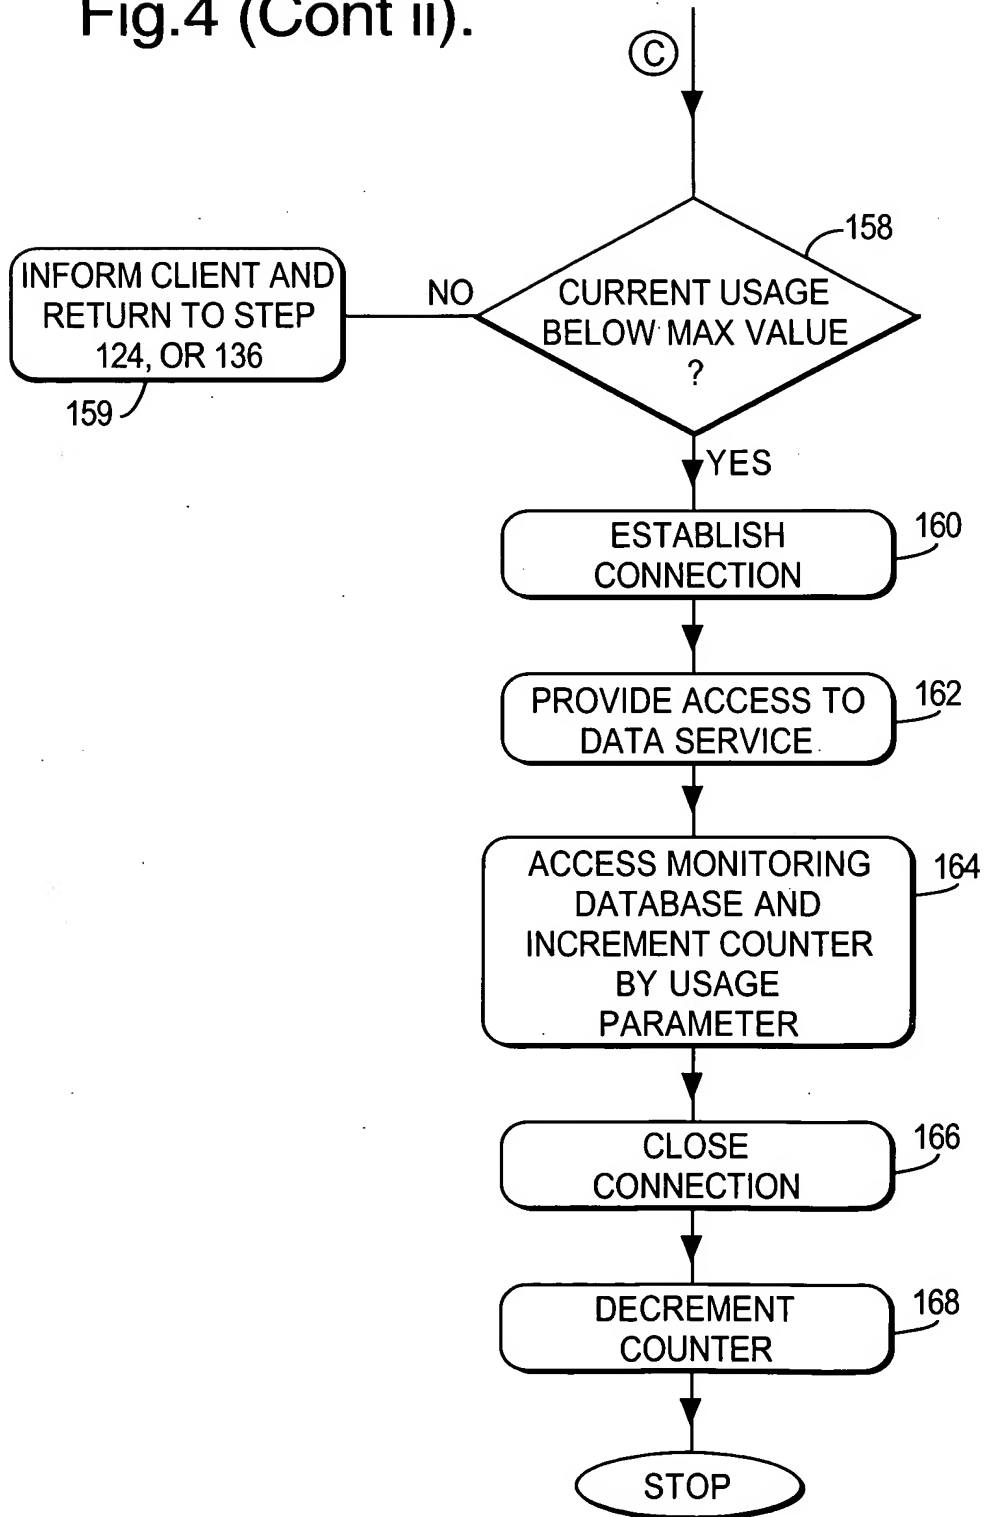 Fig.4 (Cont ii).
C
158
CURRENT USAGE
BELOW MAX VALUE
?
NO
INFORM CLIENT AND
RETURN TO STEP
124, OR 136
159
YES
160
ESTABLISH
CONNECTION
162
PROVIDE ACCESS TO
DATA SERVICE
164
ACCESS MONITORING
DATABASE AND
INCREMENT COUNTER
BY USAGE
PARAMETER
166
CLOSE
CONNECTION
168
DECREMENT
COUNTER
STOP